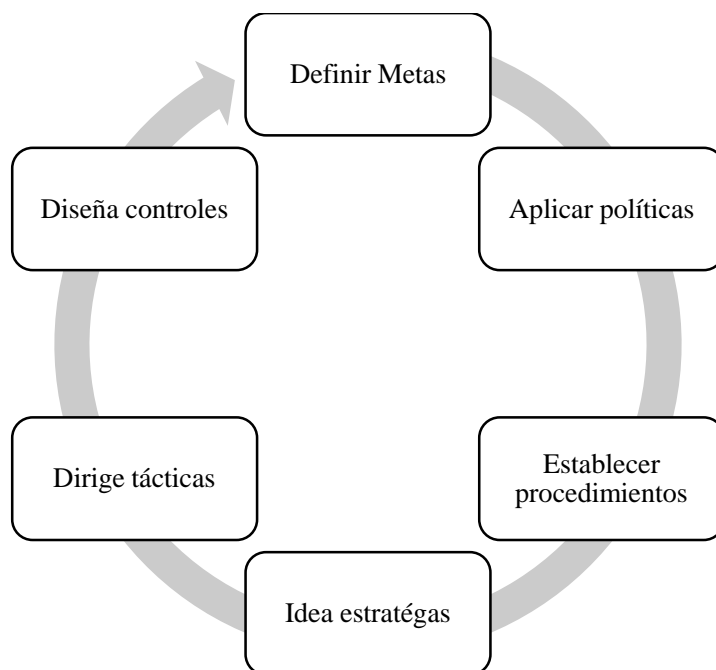 Definir Metas
Aplicar políticas
Establecer
procedimientos
Idea estratégas
Dirige tácticas
Diseña controles